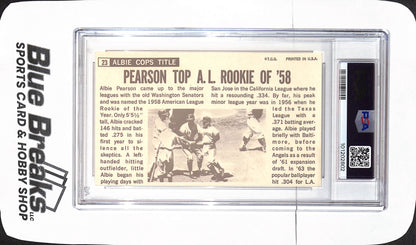 Blue Breaks LLC
SPORTS CARD & HOBBY SHOP
23 ALBIE COPS TITLE
©T.C.G. PRINTED IN U.S.A.
PEARSON TOP A.L. ROOKIE OF '58
Albie Pearson came up to the major
leagues with the old Washington Senators
and was named the 1958 American League
Rookie of the
Year. Only 5'5½"
tall, Albie cracked
146 hits and bat-
ted .275 in his
first year to si-
lence all the
skeptics. A left-
handed hitting
outfielder, little
Albie began his
playing days with
San Jose in the California League where he
hit a resounding .334. By far, his peak
minor league year was in 1956 when he
led the Texas
League with a
.371 batting aver-
age. Albie played
briefly with Balti-
more, before
coming to the
Angels as a result
of '61 expansion
draft. In '63 the
popular ballplayer
hit .304 for L.A.
PSA